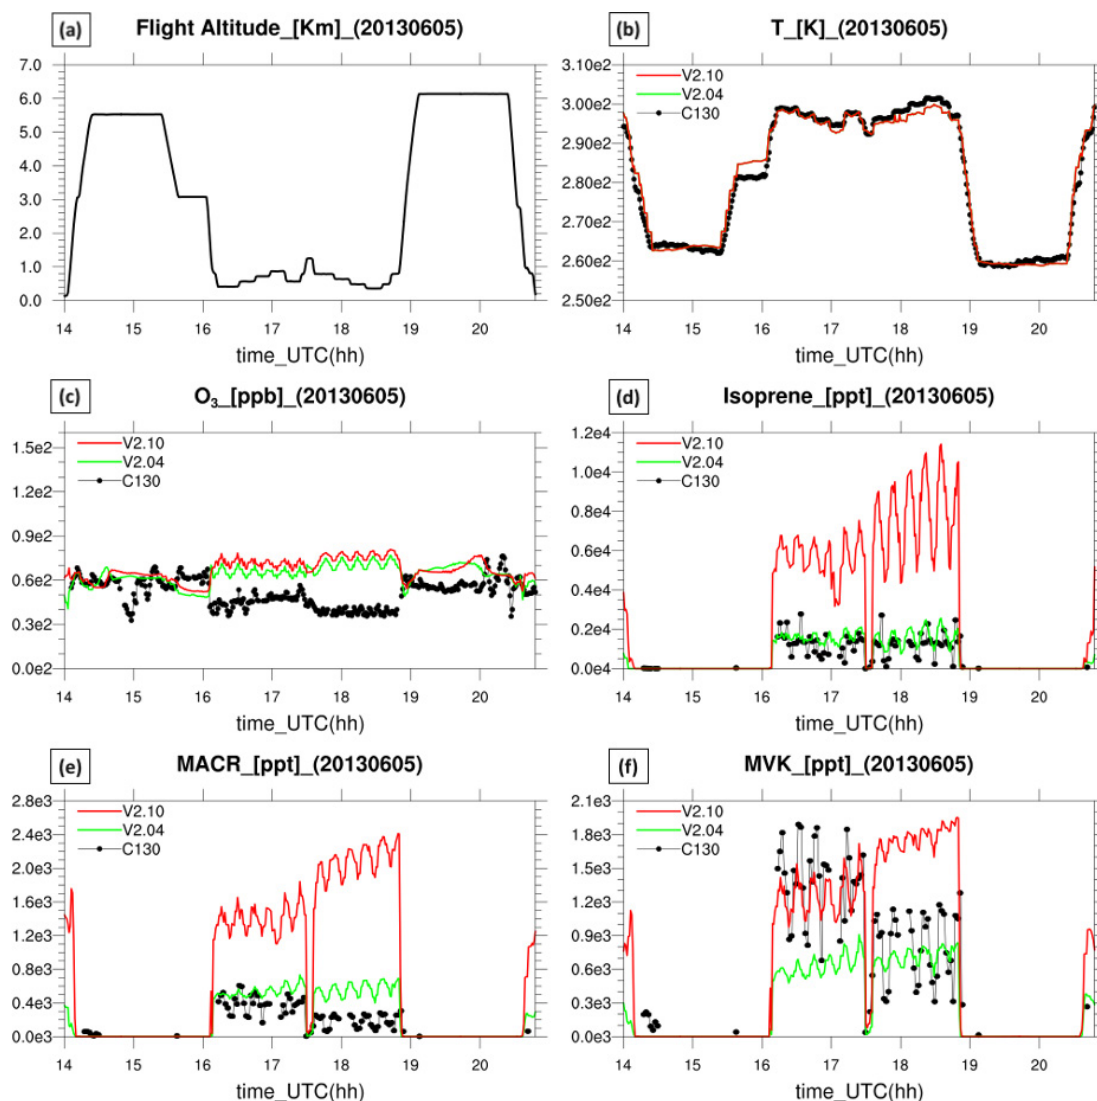 (a) Flight Altitude_[Km]_(20130605)
7.0
6.0
5.0
4.0
3.0
2.0
1.0
0.0
14 15 16 17 18 19 20
time_UTC(hh)
(b) T_[K]_(20130605)
3.10e2
3.00e2
2.90e2
2.80e2
2.70e2
2.60e2
2.50e2
V2.10
V2.04
C130
14 15 16 17 18 19 20
time_UTC(hh)
(c) O₃_[ppb]_(20130605)
1.5e2
1.2e2
0.9e2
0.6e2
0.3e2
0.0e2
V2.10
V2.04
C130
14 15 16 17 18 19 20
time_UTC(hh)
(d) Isoprene_[ppt]_(20130605)
1.2e4
1.0e4
0.8e4
0.6e4
0.4e4
0.2e4
0.0e4
V2.10
V2.04
C130
14 15 16 17 18 19 20
time_UTC(hh)
(e) MACR_[ppt]_(20130605)
2.8e3
2.4e3
2.0e3
1.6e3
1.2e3
0.8e3
0.4e3
0.0e3
V2.10
V2.04
C130
14 15 16 17 18 19 20
time_UTC(hh)
(f) MVK_[ppt]_(20130605)
2.1e3
1.8e3
1.5e3
1.2e3
0.9e3
0.6e3
0.3e3
0.0e3
V2.10
V2.04
C130
14 15 16 17 18 19 20
time_UTC(hh)